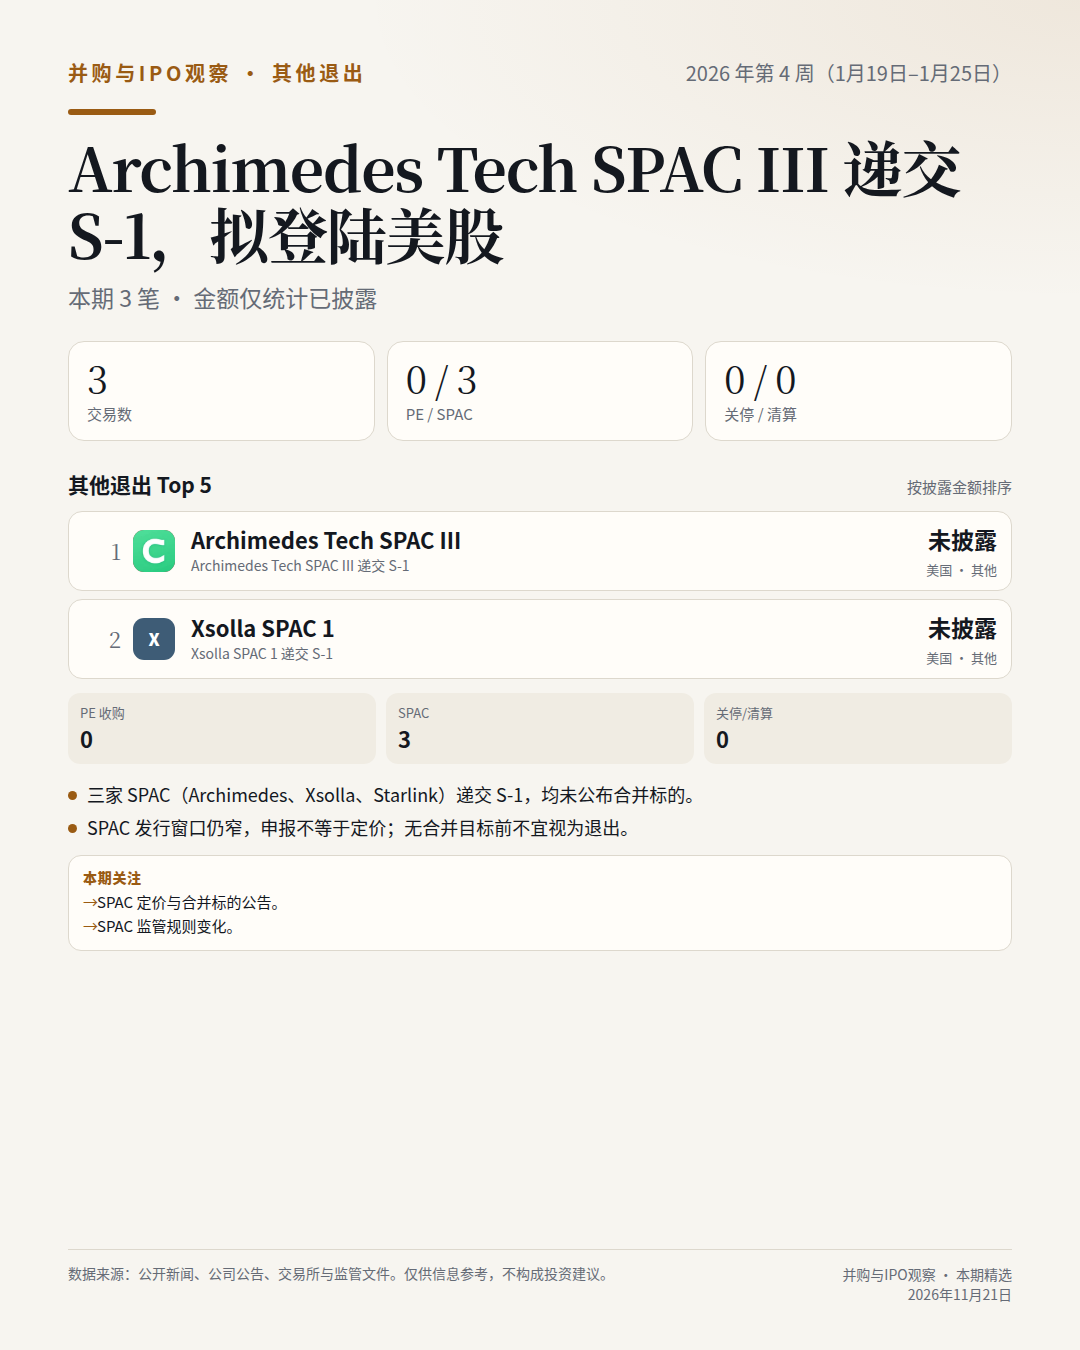 并购与IPO观察 · 其他退出
2026 年第 4 周（1月19日–1月25日）
Archimedes Tech SPAC III 递交
S-1，拟登陆美股
本期 3 笔 · 金额仅统计已披露
3
交易数
0 / 3
PE / SPAC
0 / 0
关停 / 清算
其他退出 Top 5
按披露金额排序
1
C
Archimedes Tech SPAC III
Archimedes Tech SPAC III 递交 S-1
未披露
美国 · 其他
2
X
Xsolla SPAC 1
Xsolla SPAC 1 递交 S-1
未披露
美国 · 其他
PE 收购
0
SPAC
3
关停/清算
0
三家 SPAC（Archimedes、Xsolla、Starlink）递交 S-1，均未公布合并标的。
SPAC 发行窗口仍窄，申报不等于定价；无合并目标前不宜视为退出。
本期关注
→SPAC 定价与合并标的公告。
→SPAC 监管规则变化。
数据来源：公开新闻、公司公告、交易所与监管文件。仅供信息参考，不构成投资建议。
并购与IPO观察 · 本期精选
2026年11月21日